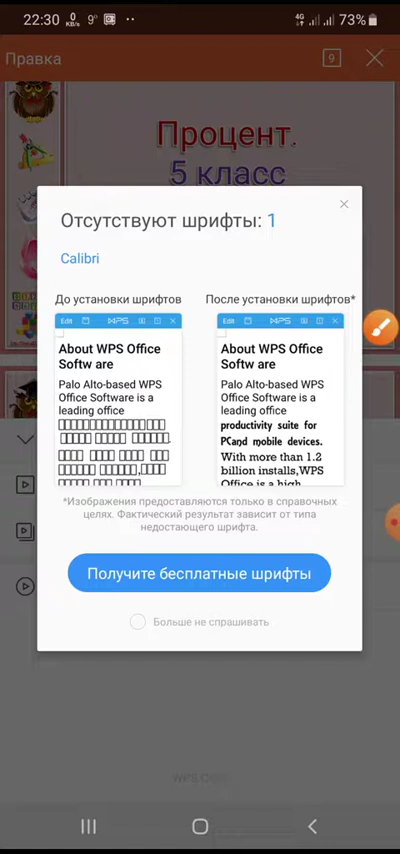 22:30 0 KB/s 9° 4G 73%
Правка 9
Процент.
5 класс
Отсутствуют шрифты: 1
Calibri
До установки шрифтов
После установки шрифтов*
Edit WPS
About WPS Office
Softw are
Palo Alto-based WPS
Office Software is a
leading office
Edit WPS
About WPS Office
Softw are
Palo Alto-based WPS
Office Software is a
leading office
productivity suite for
PCand mobile devices.
With more than 1.2
billion installs,WPS
Office is a high
*Изображения предоставляются только в справочных
целях. Фактический результат зависит от типа
недостающего шрифта.
Получите бесплатные шрифты
Больше не спрашивать